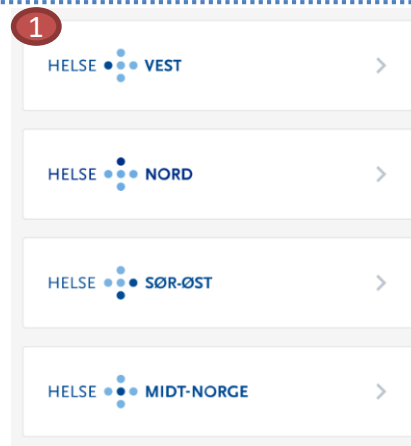 1
HELSE VEST
HELSE NORD
HELSE SØR-ØST
HELSE MIDT-NORGE